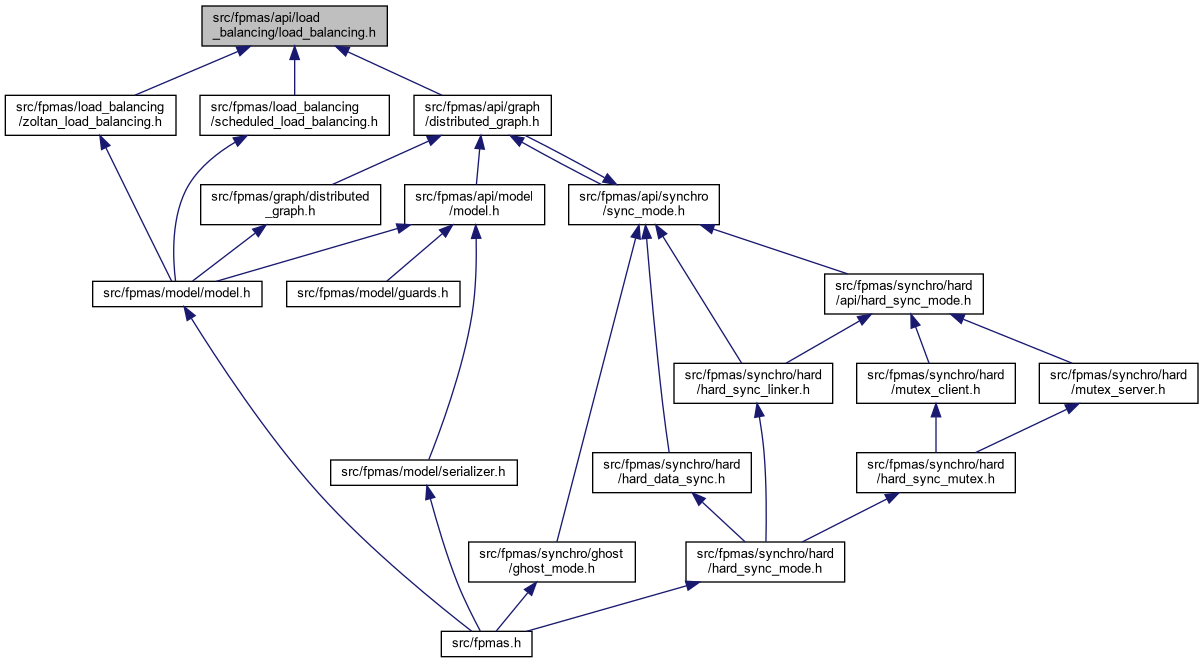 src/fpmas/api/load
_balancing/load_balancing.h
src/fpmas/load_balancing
/zoltan_load_balancing.h
src/fpmas/load_balancing
/scheduled_load_balancing.h
src/fpmas/api/graph
/distributed_graph.h
src/fpmas/graph/distributed
_graph.h
src/fpmas/api/model
/model.h
src/fpmas/api/synchro
/sync_mode.h
src/fpmas/model/model.h
src/fpmas/model/guards.h
src/fpmas/synchro/hard
/api/hard_sync_mode.h
src/fpmas/synchro/hard
/hard_sync_linker.h
src/fpmas/synchro/hard
/mutex_client.h
src/fpmas/synchro/hard
/mutex_server.h
src/fpmas/model/serializer.h
src/fpmas/synchro/hard
/hard_data_sync.h
src/fpmas/synchro/hard
/hard_sync_mutex.h
src/fpmas/synchro/ghost
/ghost_mode.h
src/fpmas/synchro/hard
/hard_sync_mode.h
src/fpmas.h